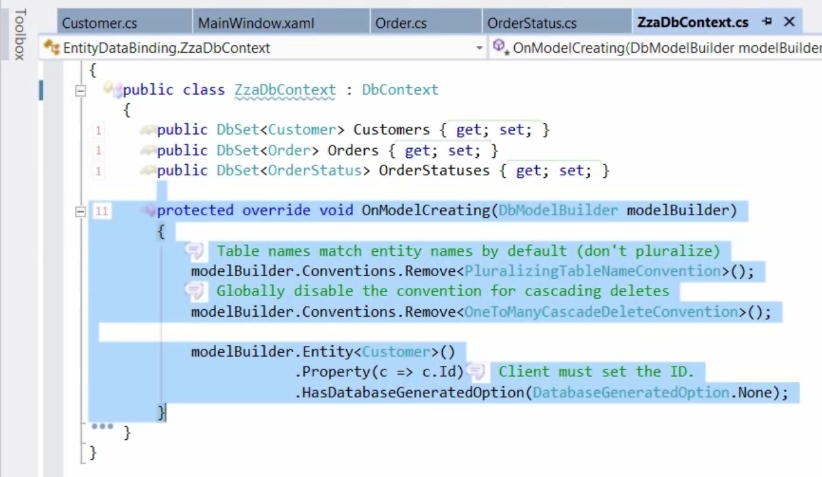 Toolbox
Customer.cs MainWindow.xaml Order.cs OrderStatus.cs ZzaDbContext.cs
EntityDataBinding.ZzaDbContext OnModelCreating(DbModelBuilder modelBuilder
{
public class ZzaDbContext : DbContext
{
1 public DbSet<Customer> Customers { get; set; }
1 public DbSet<Order> Orders { get; set; }
1 public DbSet<OrderStatus> OrderStatuses { get; set; }
11 protected override void OnModelCreating(DbModelBuilder modelBuilder)
{
Table names match entity names by default (don't pluralize)
modelBuilder.Conventions.Remove<PluralizingTableNameConvention>();
Globally disable the convention for cascading deletes
modelBuilder.Conventions.Remove<OneToManyCascadeDeleteConvention>();
modelBuilder.Entity<Customer>()
.Property(c => c.Id) Client must set the ID.
.HasDatabaseGeneratedOption(DatabaseGeneratedOption.None);
}
}
}